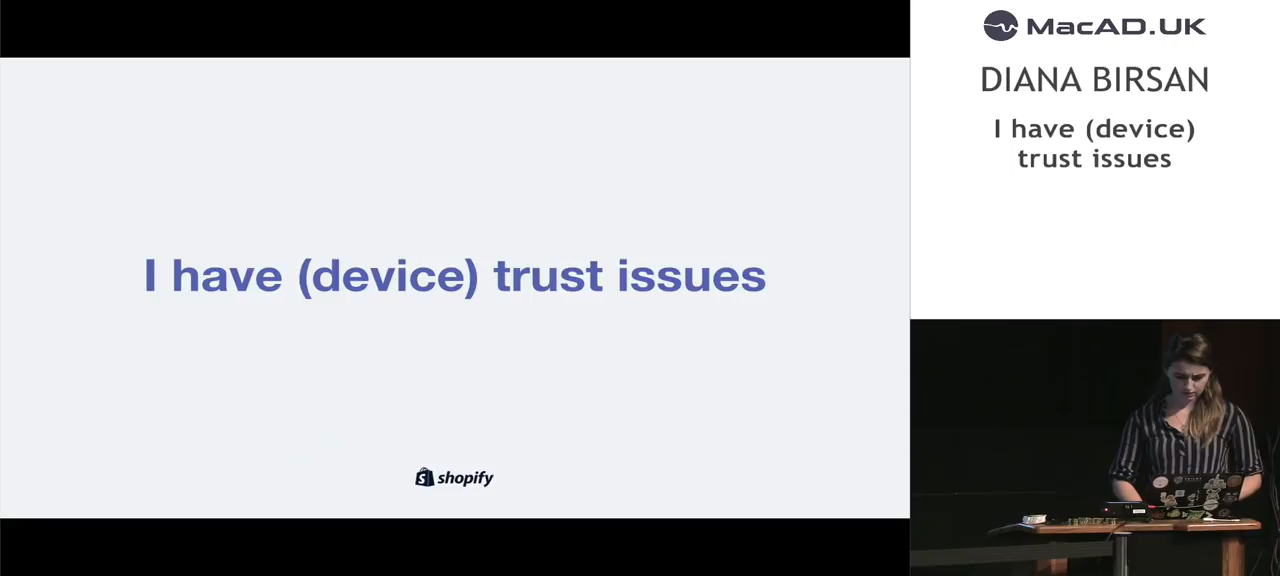 I have (device) trust issues
shopify
MacAD.UK
DIANA BIRSAN
I have (device)
trust issues